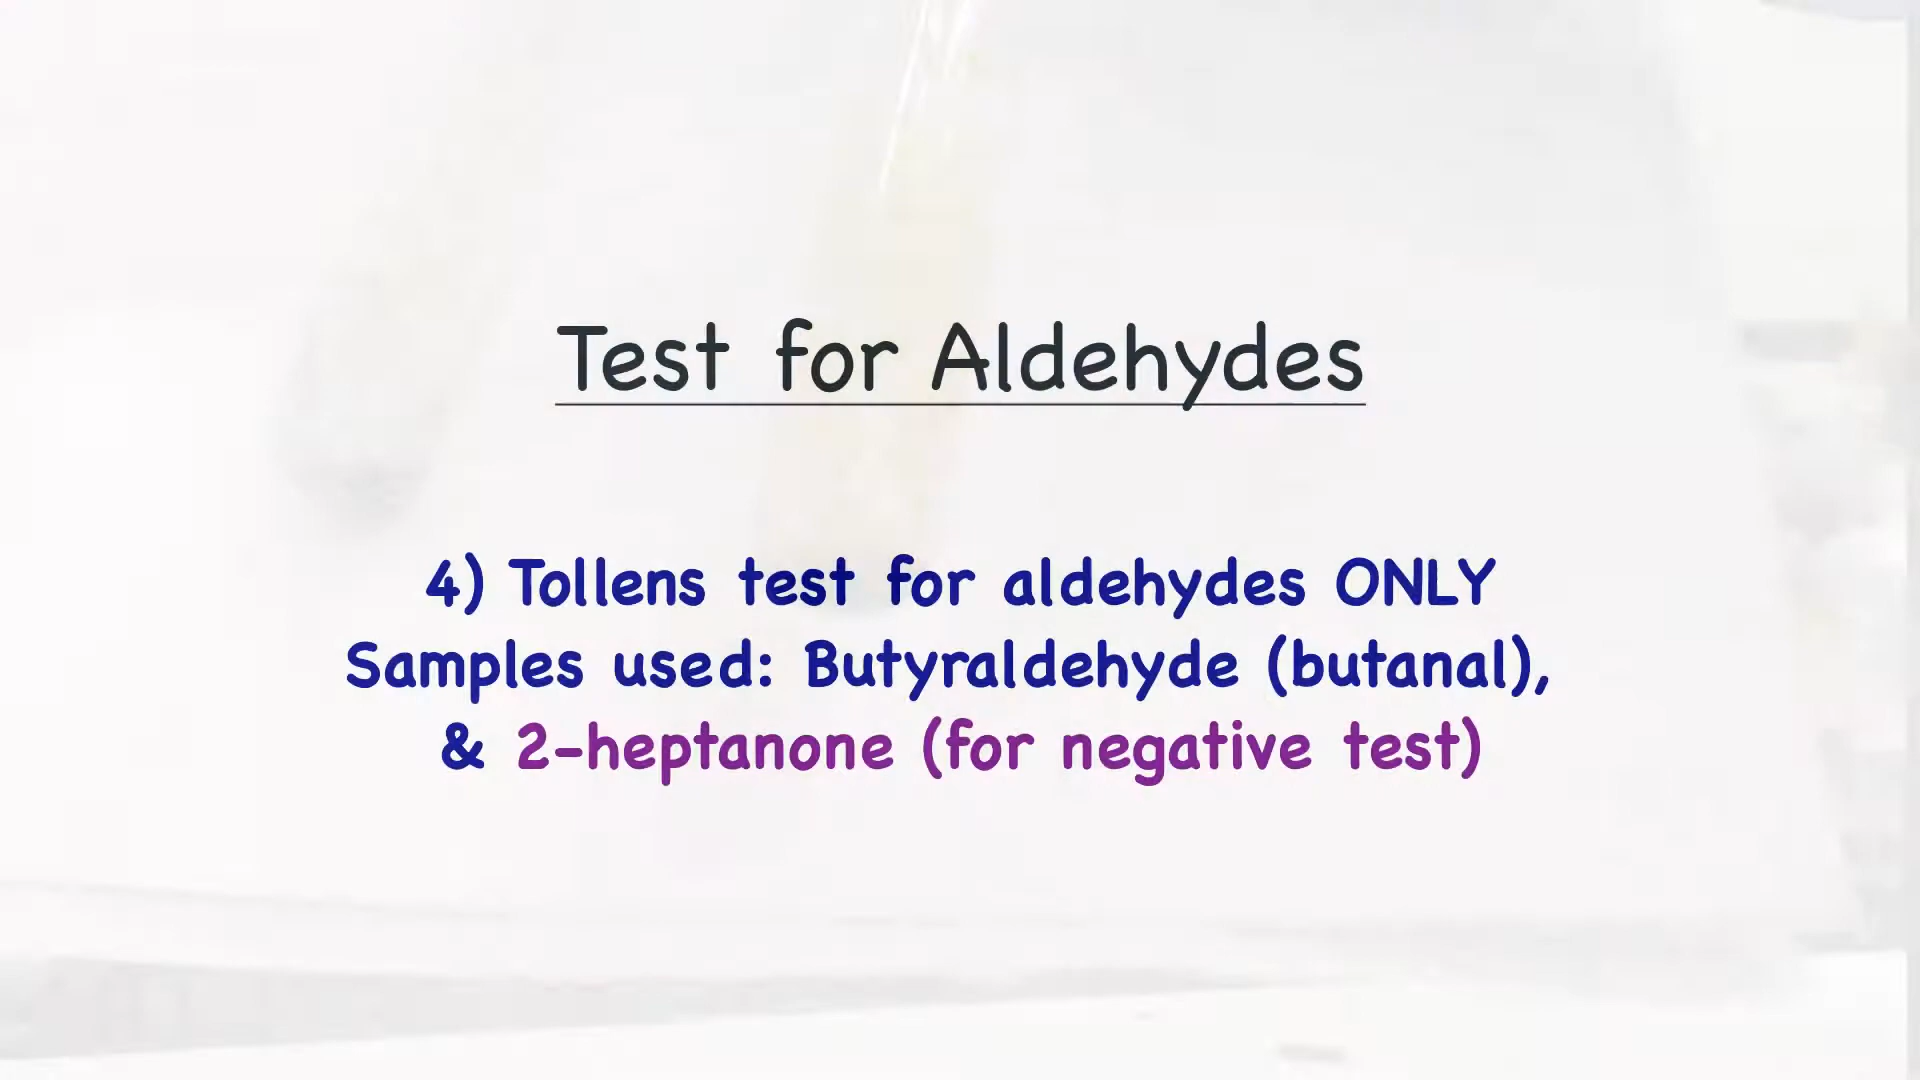 Test for Aldehydes
4) Tollens test for aldehydes ONLY
Samples used: Butyraldehyde (butanal),
& 2-heptanone (for negative test)